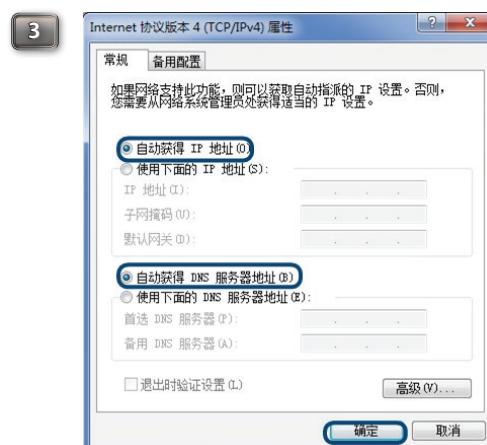 3
Internet 协议版本 4 (TCP/IPv4) 属性
常规 备用配置
如果网络支持此功能，则可以获取自动指派的 IP 设置。否则，
您需要从网络系统管理员处获得适当的 IP 设置。
自动获得 IP 地址(O)
使用下面的 IP 地址(S):
IP 地址(I):
子网掩码(U):
默认网关(D):
自动获得 DNS 服务器地址(B)
使用下面的 DNS 服务器地址(E):
首选 DNS 服务器(P):
备用 DNS 服务器(A):
退出时验证设置(L)
高级(V)...
确定 取消